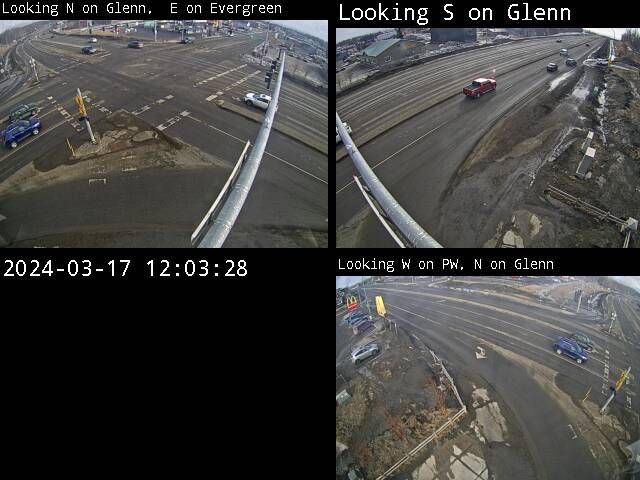 Looking N on Glenn,  E on Evergreen
Looking S on Glenn
2024-03-17 12:03:28
Looking W on PW, N on Glenn